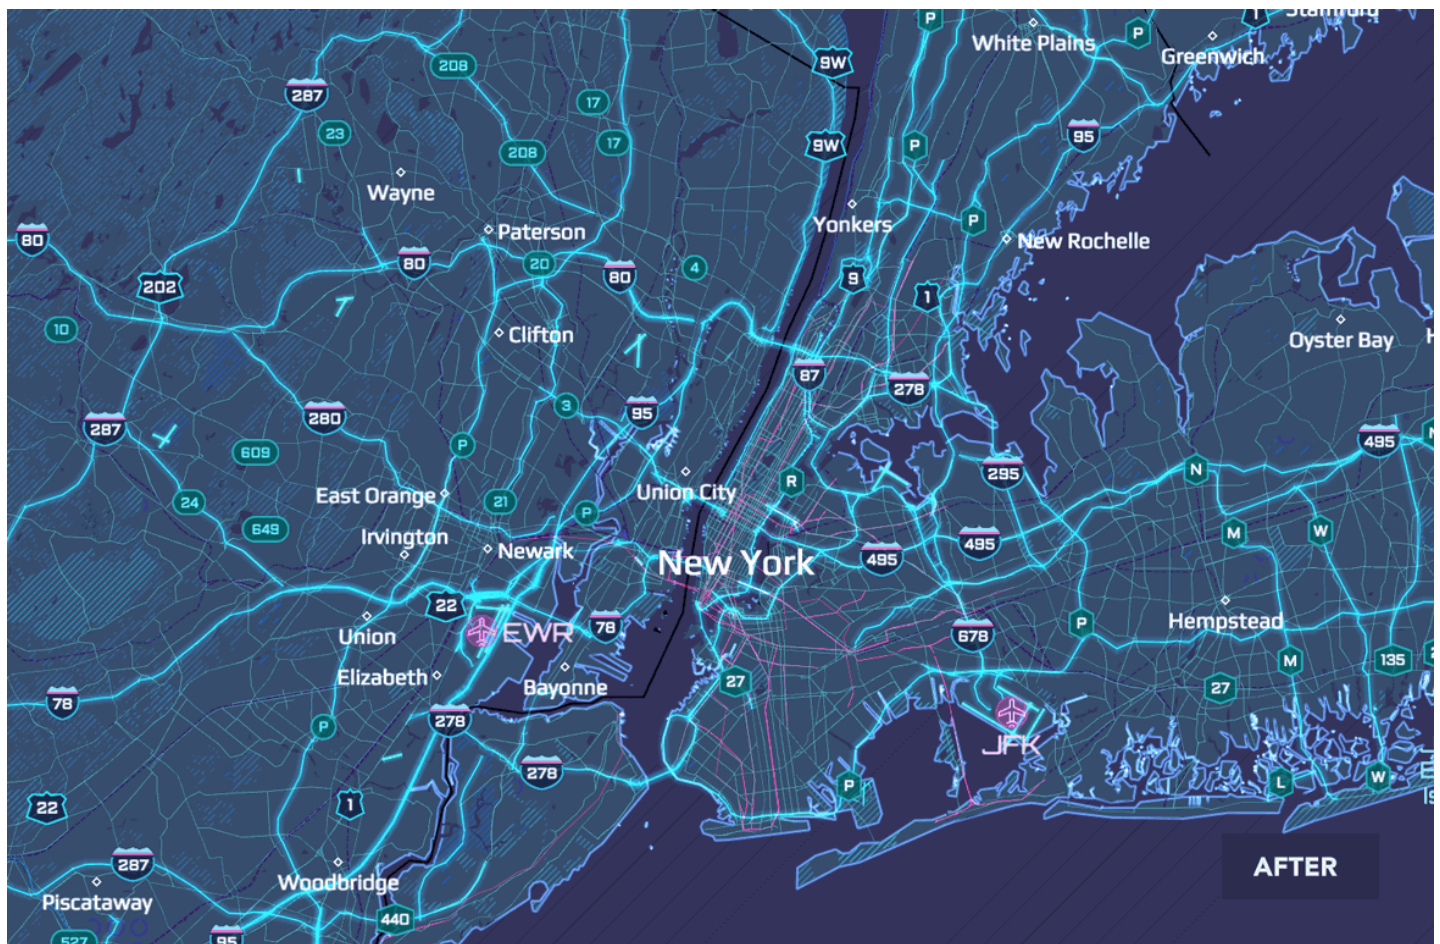 P
White Plains
P
1
Stamford
Greenwich
9W
208
287
17
23
17
208
9W
P
95
Wayne
Yonkers
P
Paterson
New Rochelle
80
80
20
80
4
9
202
1
10
Clifton
Oyster Bay
H
87
278
3
95
287
280
609
P
495
N
295
N
Union City
R
East Orange
24
21
P
649
Irvington
Newark
New York
495
495
M
W
22
Union
EWR
78
678
P
Hempstead
Elizabeth
Bayonne
27
M
135
27
78
P
278
JFK
278
P
L
W
22
1
287
Woodbridge
Piscataway
AFTER
440
95
527